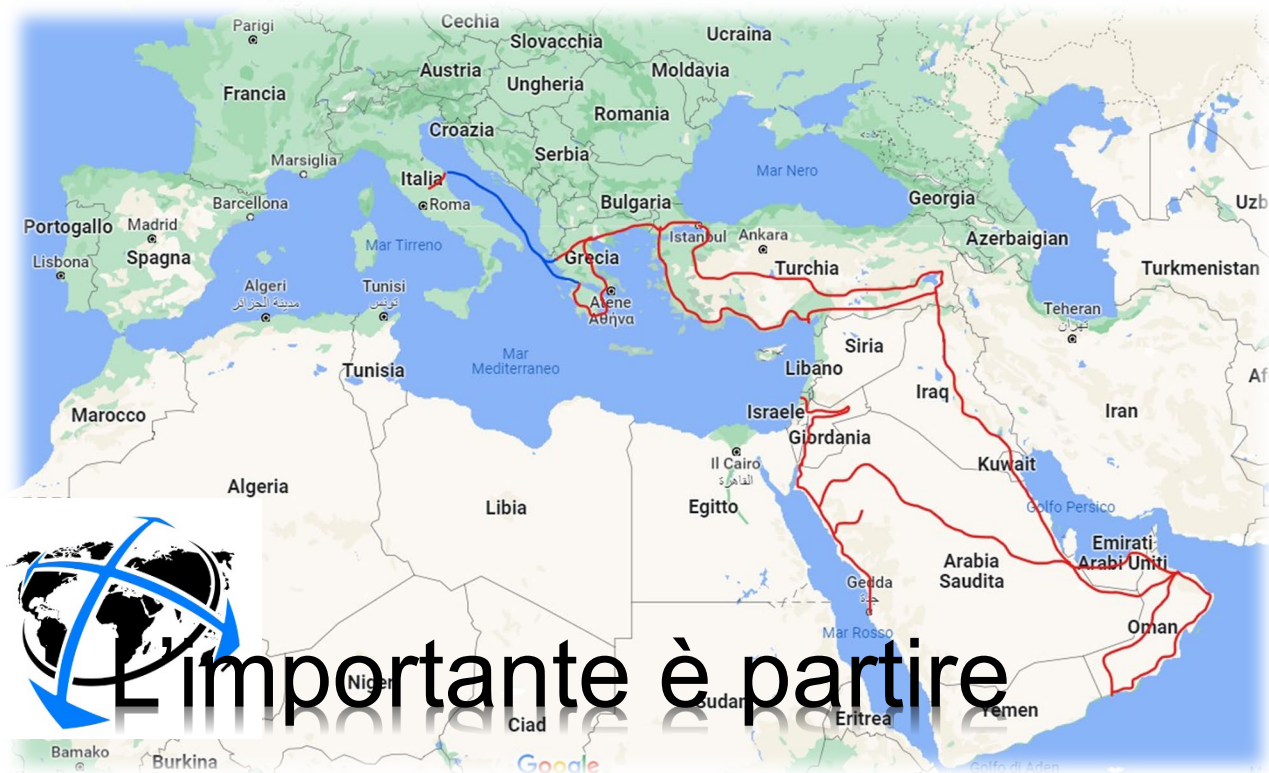 Parigi
Cechia
Slovacchia
Ucraina
Austria
Ungheria
Moldavia
Francia
Romania
Croazia
Marsiglia
Serbia
Mar Nero
Italia
Barcellona
Roma
Bulgaria
Georgia
Uzb
Portogallo
Madrid
Istanbul
Ankara
Azerbaigian
Mar Tirreno
Spagna
Grecia
Lisbona
Turchia
Turkmenistan
Algeri
مدينة الجزائر
Tunisi
تونس
Atene
Αθήνα
Teheran
تهران
Siria
Mar
Mediterraneo
Tunisia
Libano
Af
Iraq
Marocco
Israele
Iran
Giordania
Il Cairo
القاهرة
Kuwait
Algeria
Libia
Egitto
Golfo Persico
Emirati
Arabi Uniti
Arabia
Saudita
Gedda
جدة
Mar Rosso
Oman
L'importante è partire
Niger
Sudan
Yemen
Eritrea
Ciad
Bamako
Burkina
Google
Golfo di Aden